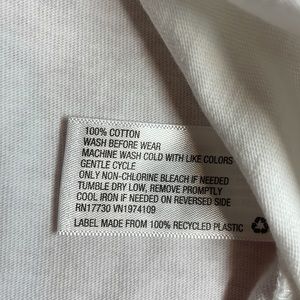 100% COTTON
WASH BEFORE WEAR
MACHINE WASH COLD WITH LIKE COLORS
GENTLE CYCLE
ONLY NON-CHLORINE BLEACH IF NEEDED
TUMBLE DRY LOW, REMOVE PROMPTLY
COOL IRON IF NEEDED ON REVERSED SIDE
RN17730 VN1974109
LABEL MADE FROM 100% RECYCLED PLASTIC